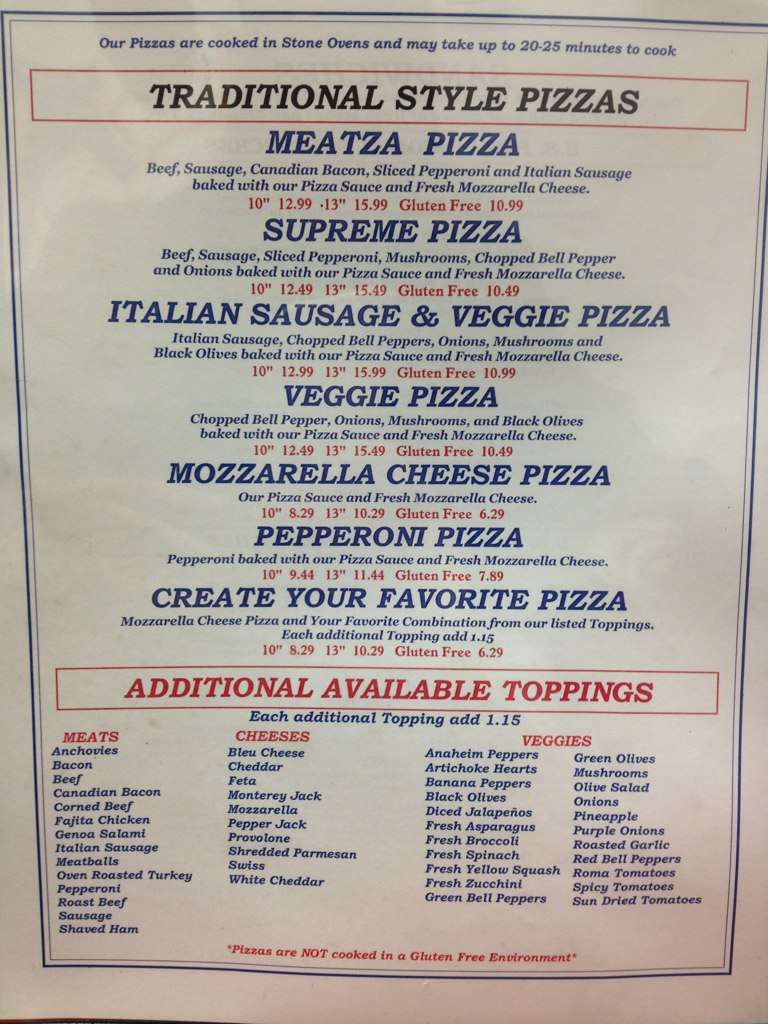 Our Pizzas are cooked in Stone Ovens and may take up to 20-25 minutes to cook
TRADITIONAL STYLE PIZZAS
MEATZA PIZZA
Beef, Sausage, Canadian Bacon, Sliced Pepperoni and Italian Sausage
baked with our Pizza Sauce and Fresh Mozzarella Cheese.
10" 12.99 13" 15.99 Gluten Free 10.99
SUPREME PIZZA
Beef, Sausage, Sliced Pepperoni, Mushrooms, Chopped Bell Pepper
and Onions baked with our Pizza Sauce and Fresh Mozzarella Cheese.
10" 12.49 13" 15.49 Gluten Free 10.49
ITALIAN SAUSAGE & VEGGIE PIZZA
Italian Sausage, Chopped Bell Peppers, Onions, Mushrooms and
Black Olives baked with our Pizza Sauce and Fresh Mozzarella Cheese.
10" 12.99 13" 15.99 Gluten Free 10.99
VEGGIE PIZZA
Chopped Bell Pepper, Onions, Mushrooms, and Black Olives
baked with our Pizza Sauce and Fresh Mozzarella Cheese.
10" 12.49 13" 15.49 Gluten Free 10.49
MOZZARELLA CHEESE PIZZA
Our Pizza Sauce and Fresh Mozzarella Cheese.
10" 8.29 13" 10.29 Gluten Free 6.29
PEPPERONI PIZZA
Pepperoni baked with our Pizza Sauce and Fresh Mozzarella Cheese.
10" 9.44 13" 11.44 Gluten Free 7.89
CREATE YOUR FAVORITE PIZZA
Mozzarella Cheese Pizza and Your Favorite Combination from our listed Toppings.
Each additional Topping add 1.15
10" 8.29 13" 10.29 Gluten Free 6.29
ADDITIONAL AVAILABLE TOPPINGS
Each additional Topping add 1.15
MEATS
Anchovies
Bacon
Beef
Canadian Bacon
Corned Beef
Fajita Chicken
Genoa Salami
Italian Sausage
Meatballs
Oven Roasted Turkey
Pepperoni
Roast Beef
Sausage
Shaved Ham
CHEESES
Bleu Cheese
Cheddar
Feta
Monterey Jack
Mozzarella
Pepper Jack
Provolone
Shredded Parmesan
Swiss
White Cheddar
VEGGIES
Anaheim Peppers
Artichoke Hearts
Banana Peppers
Black Olives
Diced Jalapeños
Fresh Asparagus
Fresh Broccoli
Fresh Spinach
Fresh Yellow Squash
Fresh Zucchini
Green Bell Peppers
Green Olives
Mushrooms
Olive Salad
Onions
Pineapple
Purple Onions
Roasted Garlic
Red Bell Peppers
Roma Tomatoes
Spicy Tomatoes
Sun Dried Tomatoes
*Pizzas are NOT cooked in a Gluten Free Environment*